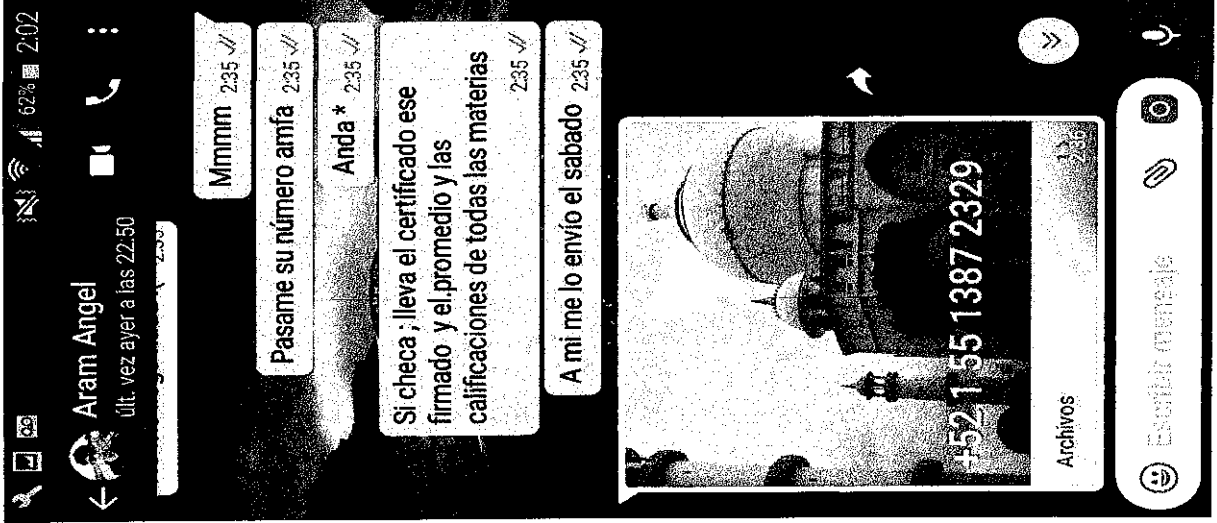 62% 2:02
Aram Angel
últ. vez ayer a las 22:50
Mmmm 2:35
Pasame su número amfa 2:35
Anda* 2:35
Si checa ; lleva el certificado ese
firmado y el.promedio y las
calificaciones de todas las materias
2:35
A mi me lo envío el sabado 2:35
+52 1 55 1387 2329
Archivos
Escribir mensaje